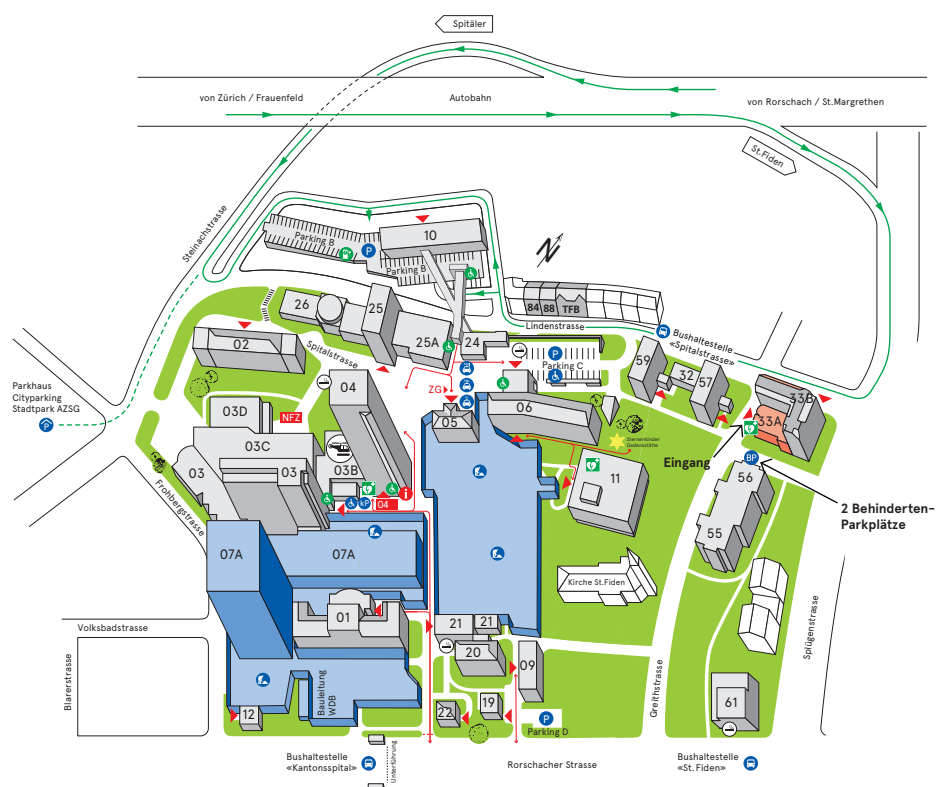 Spitäler
von Zürich / Frauenfeld
Autobahn
von Rorschach / St.Margrethen
St.Fiden
Steinachstrasse
Parking B
P
10
Parking B
N
84 88 TFB
Lindenstrasse
26
25
25A
24
02
Spitalstrasse
P
Parking C
Bushaltestelle
«Spitalstrasse»
59
32
57
33B
33A
Parkhaus
Cityparking
Stadtpark AZSG
P
04
ZG
05
06
03D
NFZ
03C
03
03
03B
Sternenkinder
Gedenkstätte
11
Eingang
BP
56
2 Behinderten-
Parkplätze
55
Frohbergstrasse
KP
04
i
07A
07A
Kirche St.Fiden
01
Volksbadstrasse
Blarerstrasse
21
21
20
09
Greithstrasse
Splügenstrasse
Bauleitung
WDB
12
22
19
P
Parking D
61
Unterführung
Bushaltestelle
«Kantonsspital»
Rorschacher Strasse
Bushaltestelle
«St. Fiden»